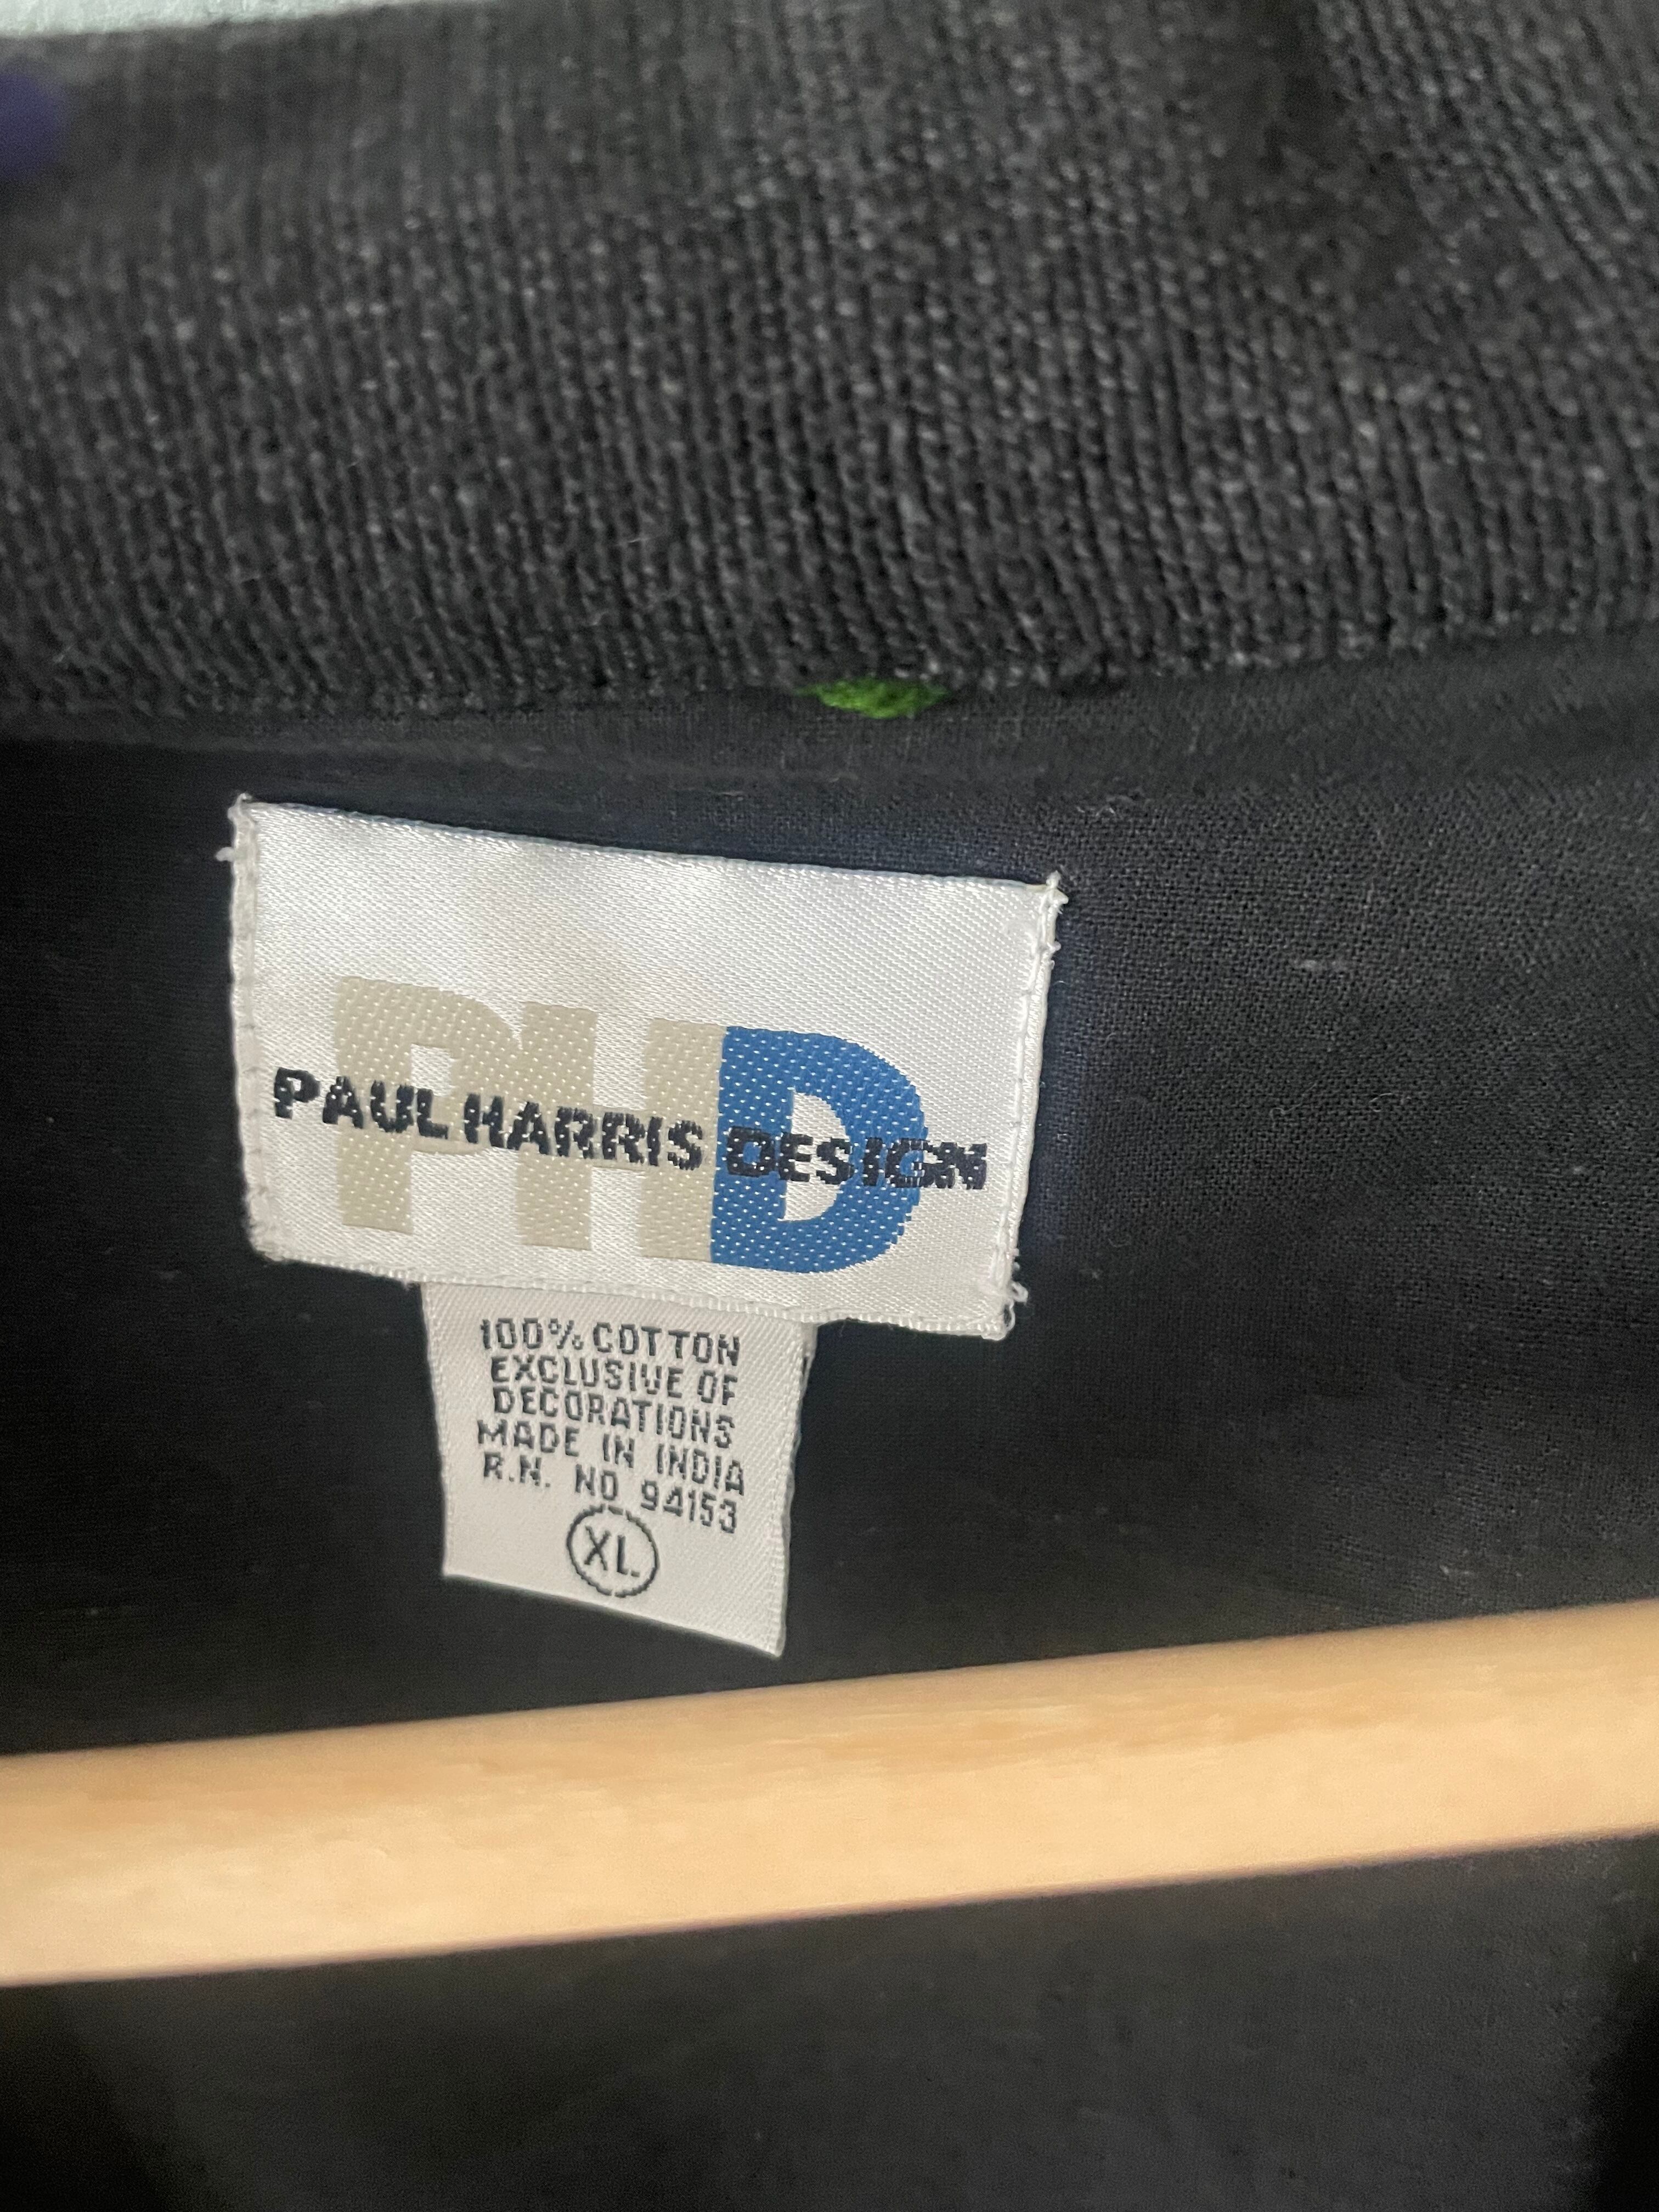 PHD
PAUL HARRIS DESIGN
100% COTTON
EXCLUSIVE OF
DECORATIONS
MADE IN INDIA
R.N. NO 94153
XL